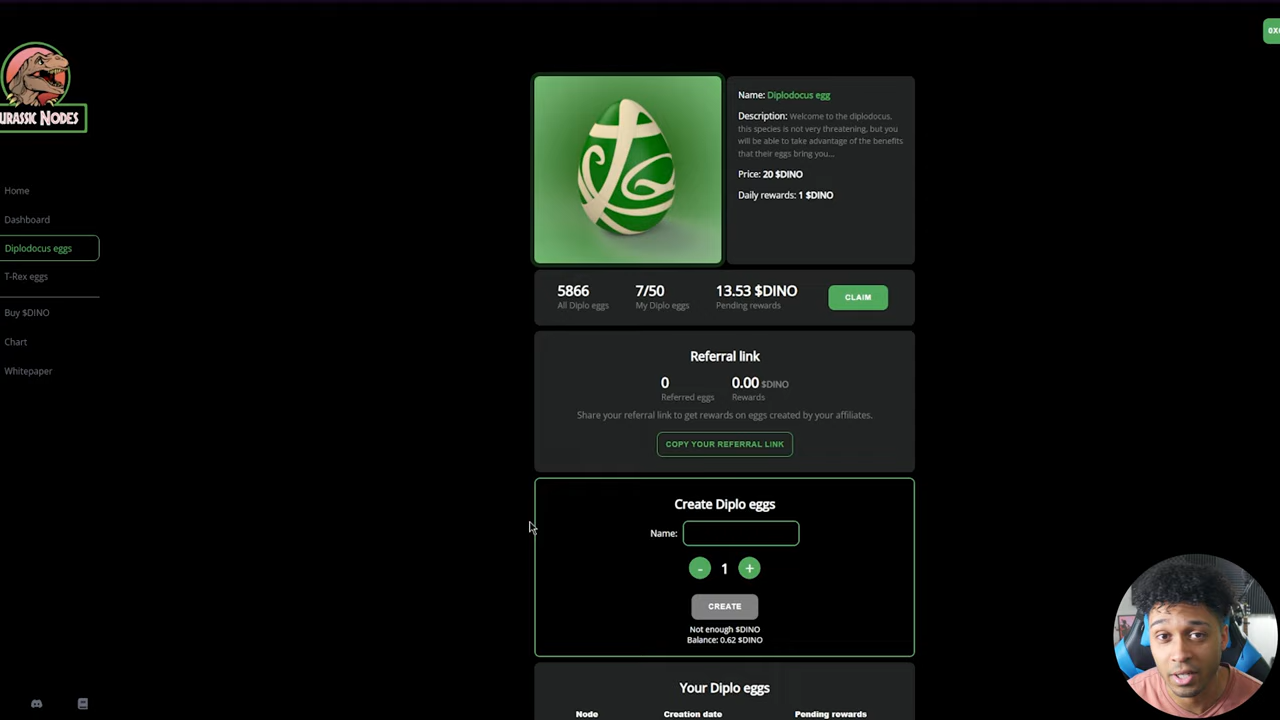 0X
JURASSIC NODES
Home
Dashboard
Diplodocus eggs
T-Rex eggs
Buy $DINO
Chart
Whitepaper
Name: Diplodocus egg
Description: Welcome to the diplodocus,
this species is not very threatening, but you
will be able to take advantage of the benefits
that their eggs bring you...
Price: 20 $DINO
Daily rewards: 1 $DINO
5866
All Diplo eggs
7/50
My Diplo eggs
13.53 $DINO
Pending rewards
CLAIM
Referral link
0
Referred eggs
0.00 $DINO
Rewards
Share your referral link to get rewards on eggs created by your affiliates.
COPY YOUR REFERRAL LINK
Create Diplo eggs
Name:
- 1 +
CREATE
Not enough $DINO
Balance: 0.62 $DINO
Your Diplo eggs
Node Creation date Pending rewards